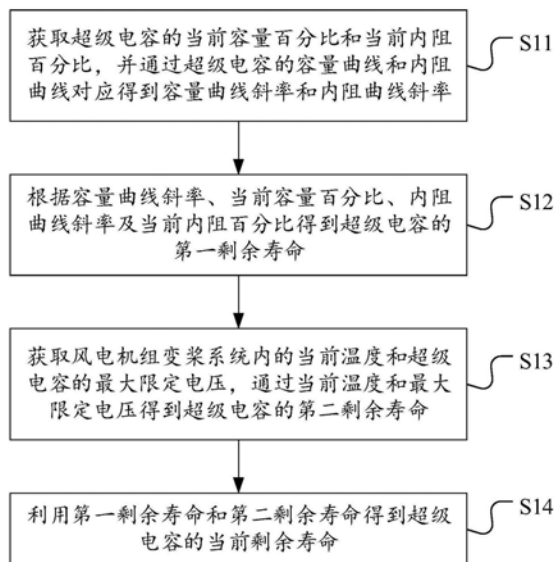 获取超级电容的当前容量百分比和当前内阻
百分比，并通过超级电容的容量曲线和内阻
曲线对应得到容量曲线斜率和内阻曲线斜率
S11
根据容量曲线斜率、当前容量百分比、内阻
曲线斜率及当前内阻百分比得到超级电容的
第一剩余寿命
S12
获取风电机组变桨系统内的当前温度和超级
电容的最大限定电压，通过当前温度和最大
限定电压得到超级电容的第二剩余寿命
S13
利用第一剩余寿命和第二剩余寿命得到超级
电容的当前剩余寿命
S14